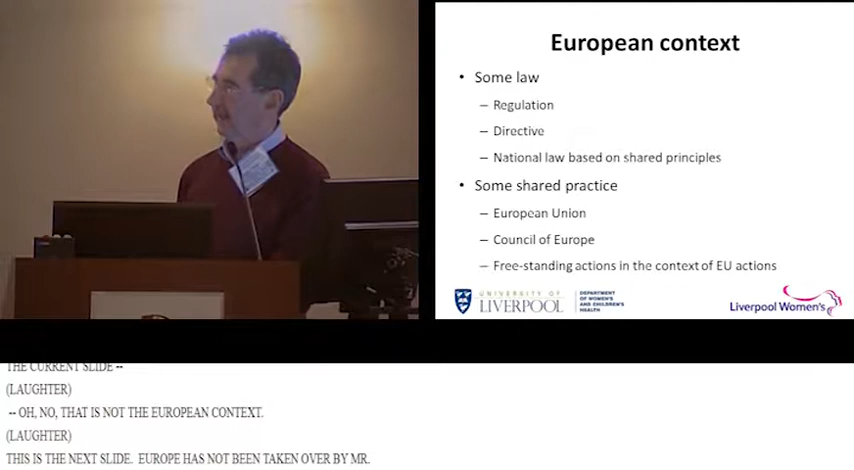 European context
• Some law
– Regulation
– Directive
– National law based on shared principles
• Some shared practice
– European Union
– Council of Europe
– Free-standing actions in the context of EU actions
UNIVERSITY OF
LIVERPOOL
DEPARTMENT
OF WOMEN'S
AND CHILDREN'S
HEALTH
Liverpool Women's
THE CURRENT SLIDE --
(LAUGHTER)
-- OH, NO, THAT IS NOT THE EUROPEAN CONTEXT.
(LAUGHTER)
THIS IS THE NEXT SLIDE.  EUROPE HAS NOT BEEN TAKEN OVER BY MR.